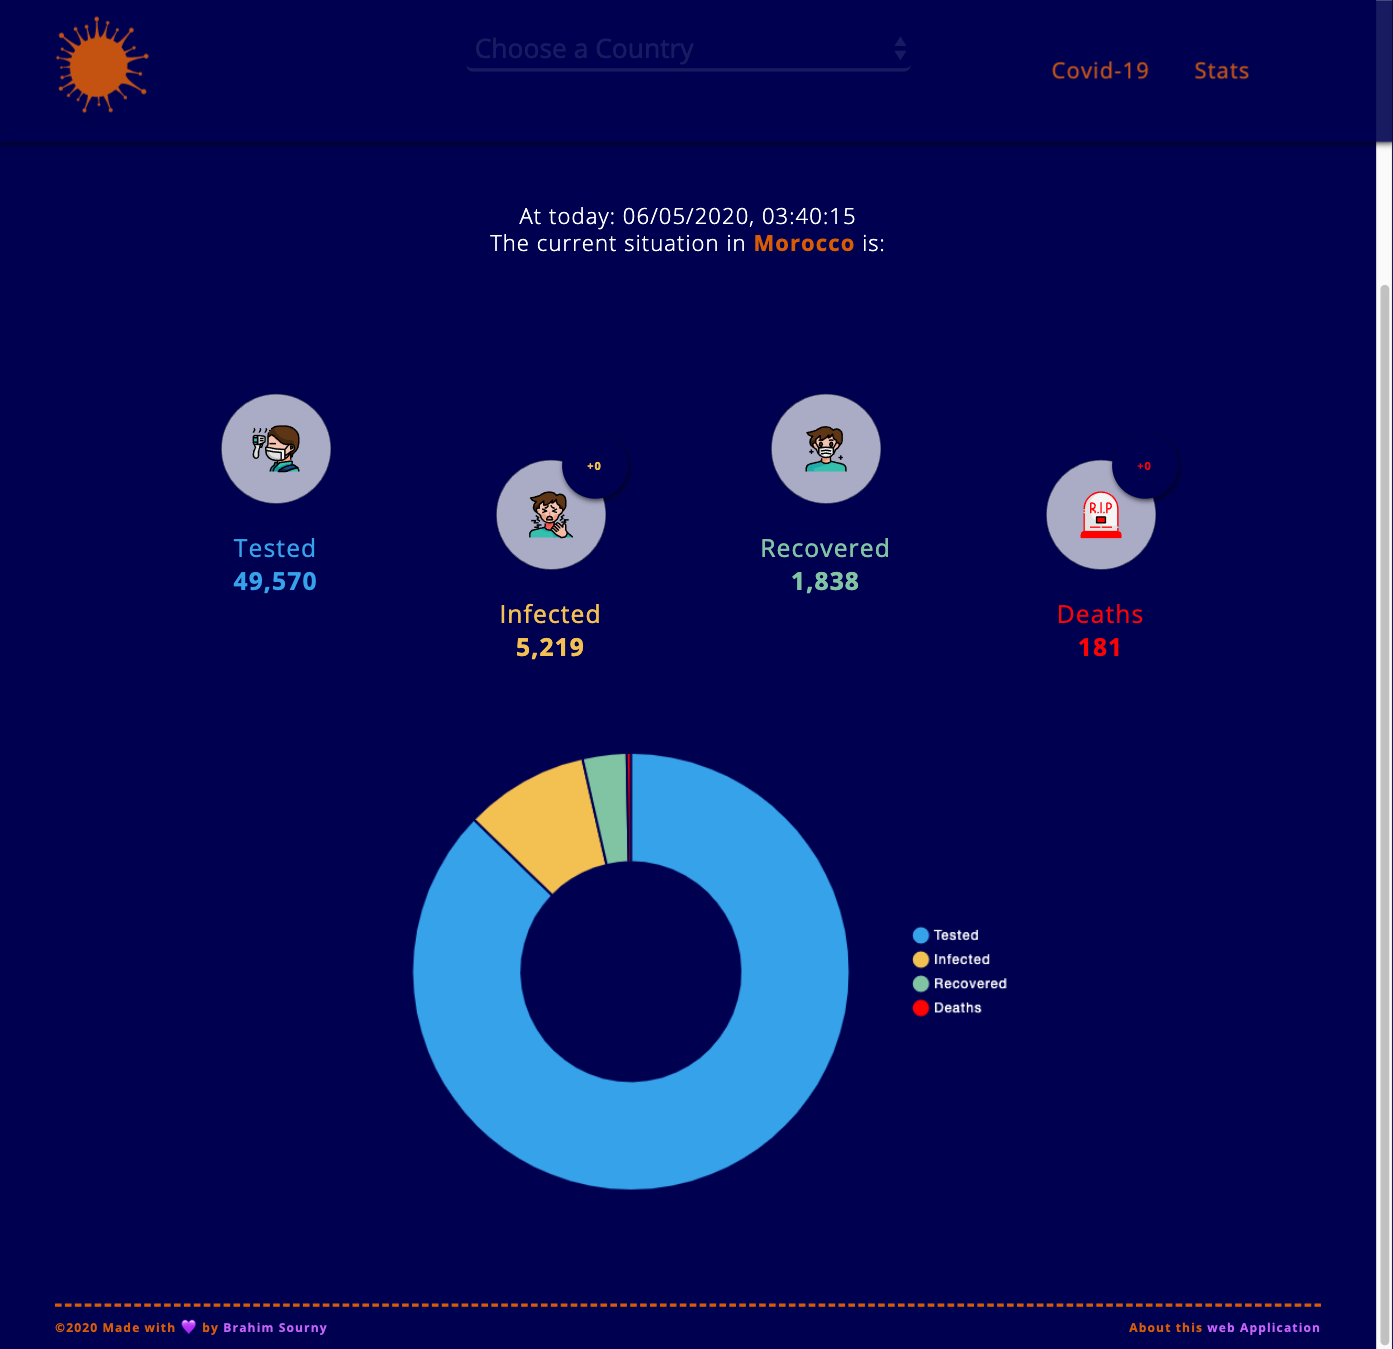 Choose a Country
Covid-19 Stats
At today: 06/05/2020, 03:40:15
The current situation in Morocco is:
Tested
49,570
+0
Infected
5,219
Recovered
1,838
+0
R.I.P
Deaths
181
Tested
Infected
Recovered
Deaths
©2020 Made with 💜 by Brahim Sourny
About this web Application